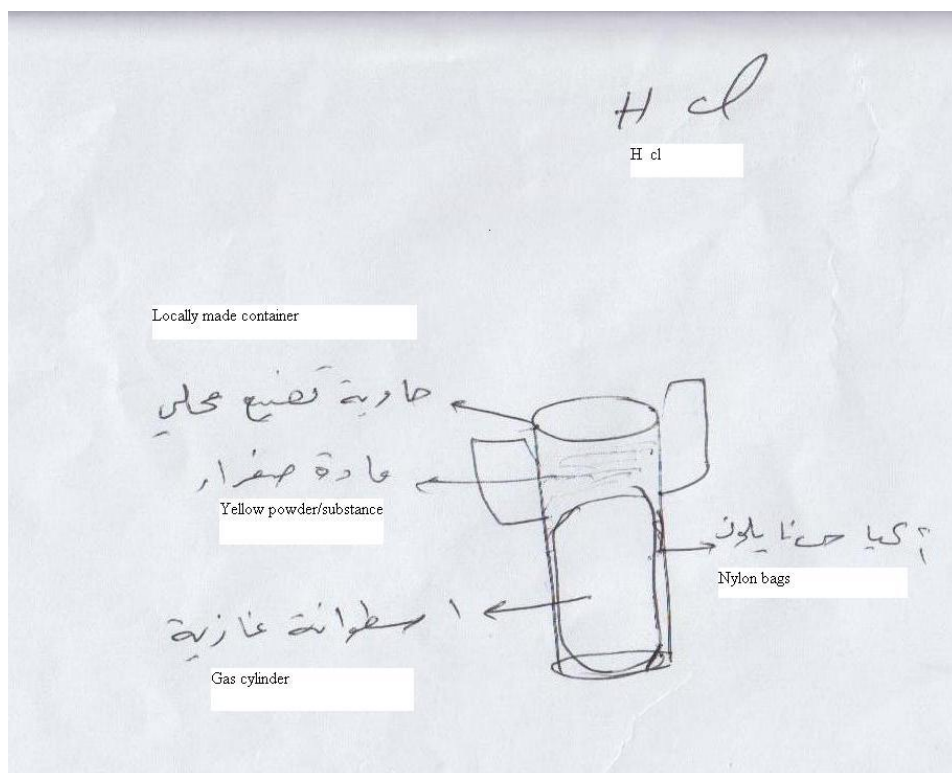 H cl
H cl
Locally made container
حاوية تصنيع محلي
مادة صفراء
Yellow powder/substance
أكياس نايلون
Nylon bags
اسطوانة غازية
Gas cylinder